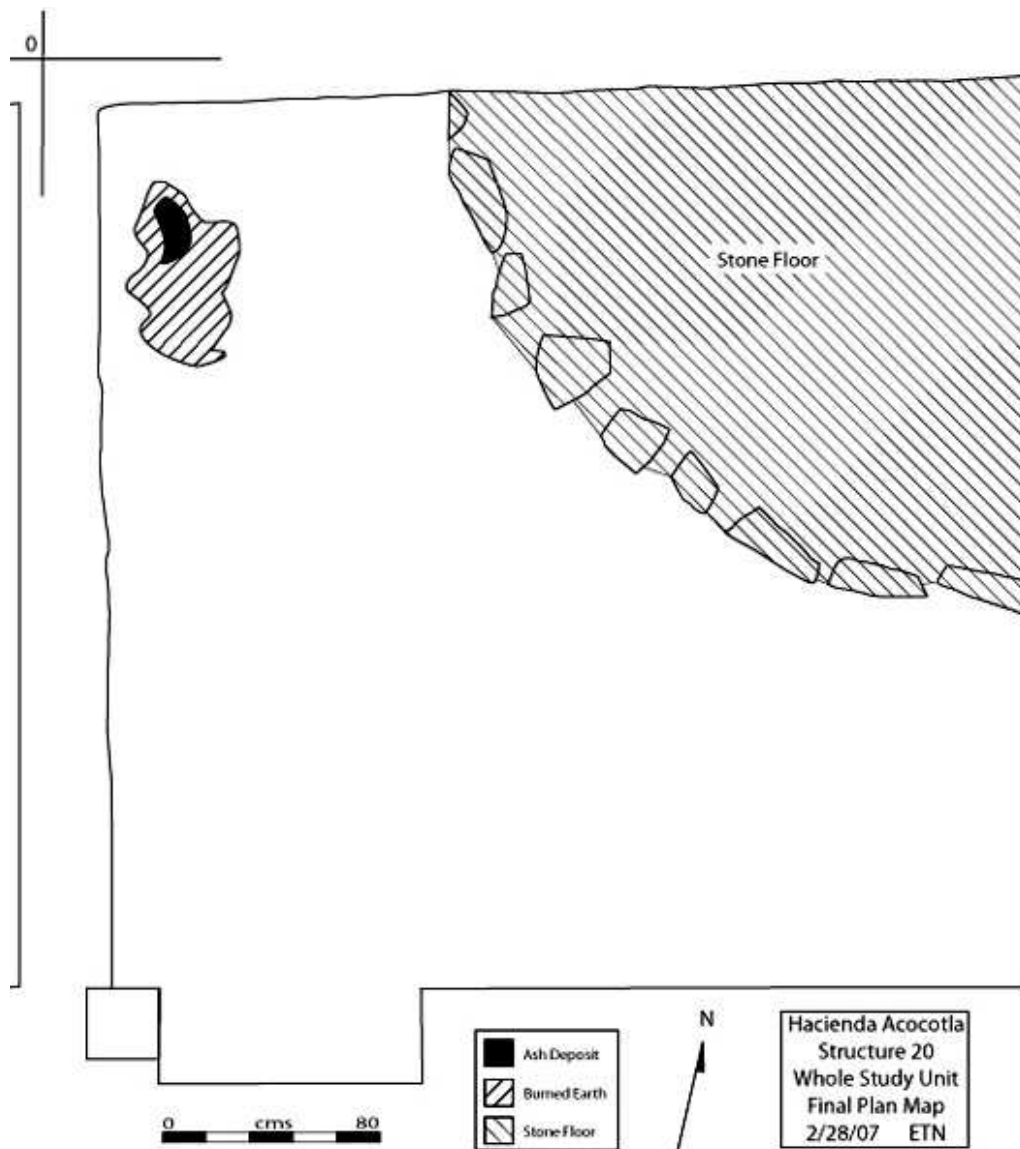 0
Stone Floor
N
Ash Deposit
Burned Earth
Stone Floor
0 cms 80
Hacienda Acocotla
Structure 20
Whole Study Unit
Final Plan Map
2/28/07 ETN